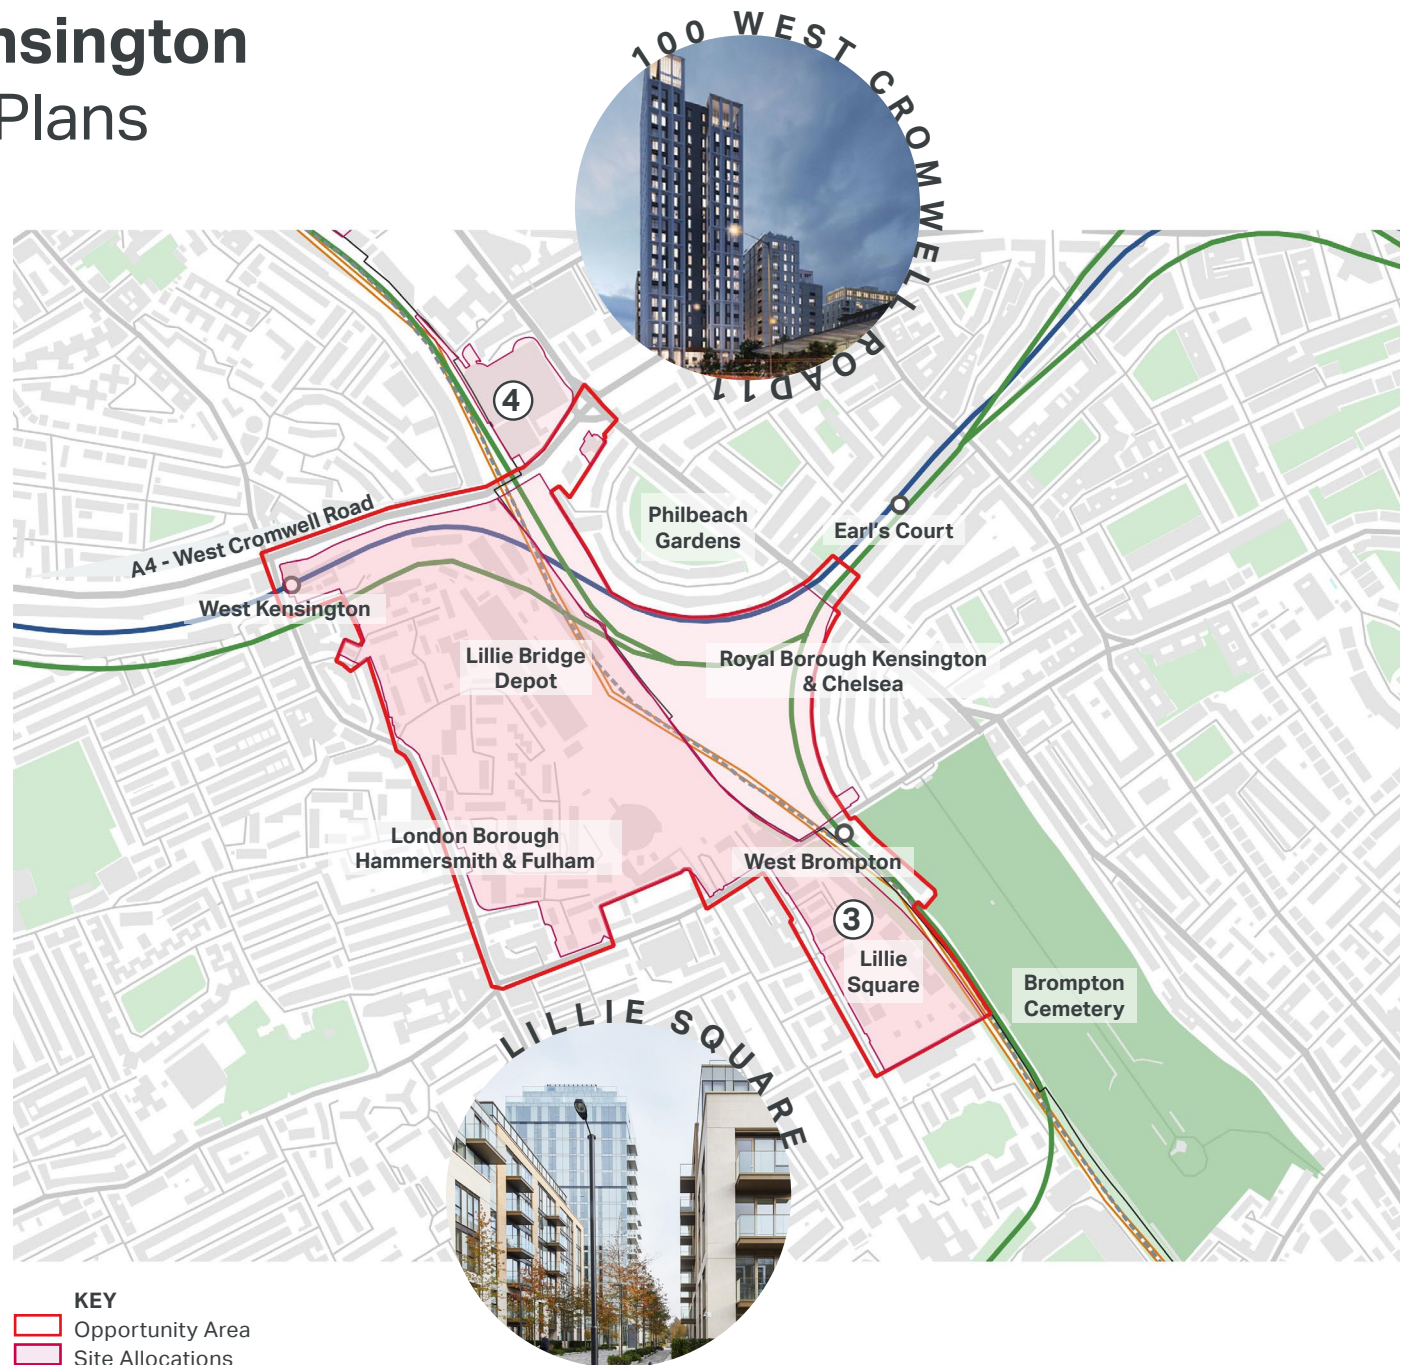 nsington
Plans
100 WEST CROMWELL ROAD11
4
A4 - West Cromwell Road
Philbeach
Gardens
Earl's Court
West Kensington
Lillie Bridge
Depot
Royal Borough Kensington
& Chelsea
London Borough
Hammersmith & Fulham
West Brompton
3
Lillie
Square
Brompton
Cemetery
LILLIE SQUARE
KEY
Opportunity Area
Site Allocations